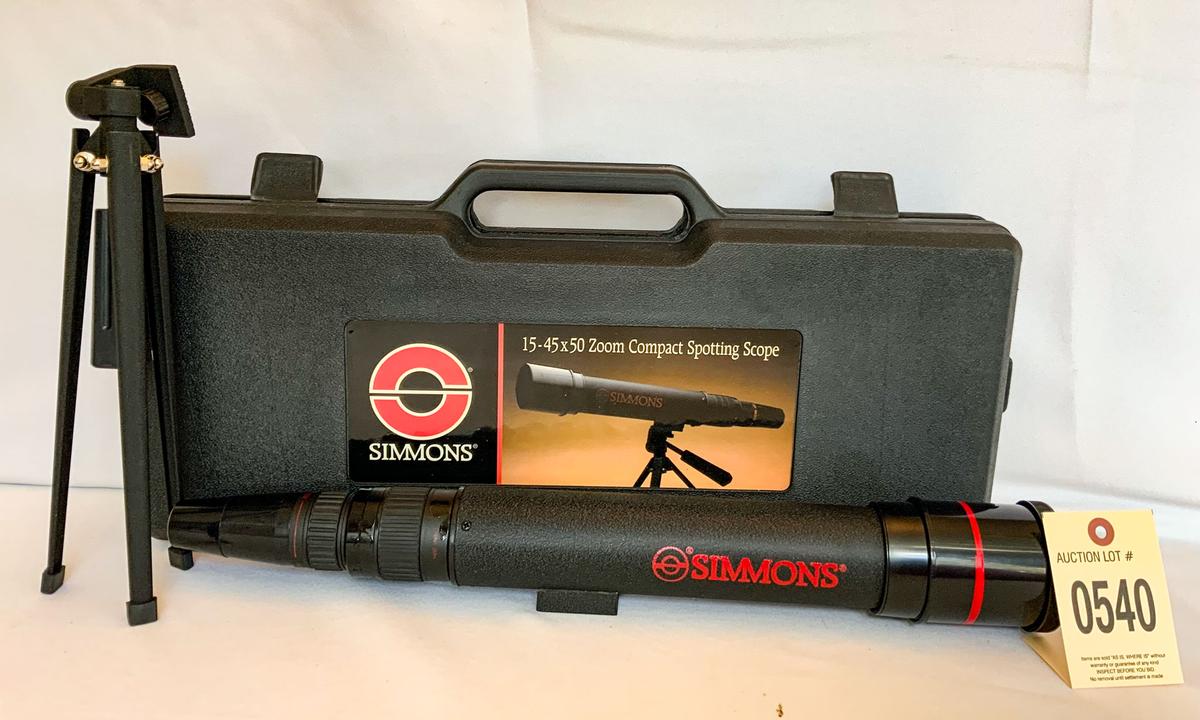 15-45x50 Zoom Compact Spotting Scope
SIMMONS
SIMMONS®
SIMMONS®
AUCTION LOT #
0540
Items are sold "AS IS, WHERE IS" without
warranty or guarantee of any kind
INSPECT BEFORE YOU BID.
No removal until settlement is made